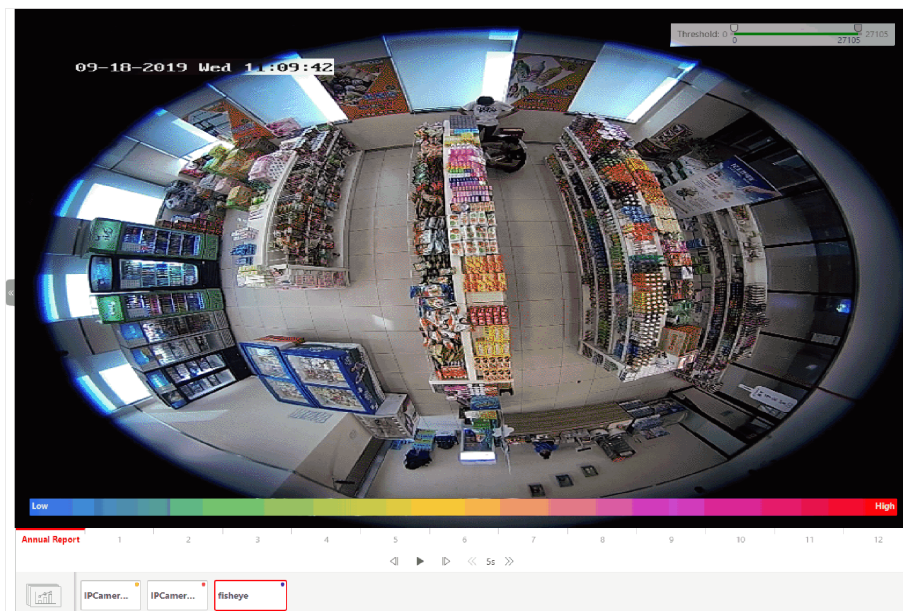 Threshold: 0 27105
0 27105
09-18-2019 Wed 11:09:42
Low High
Annual Report 1 2 3 4 5 6 7 8 9 10 11 12
5s
IPCamer... IPCamer... fisheye